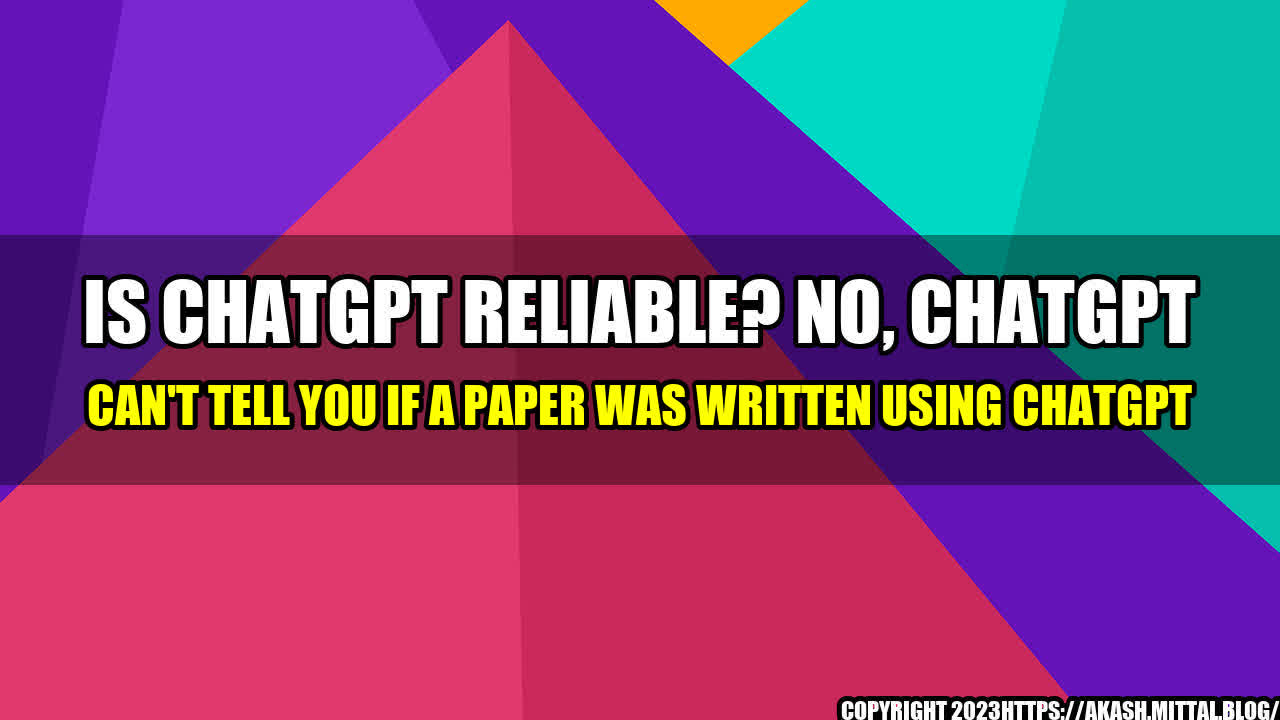 IS CHATGPT RELIABLE? NO, CHATGPT
CAN'T TELL YOU IF A PAPER WAS WRITTEN USING CHATGPT
COPYRIGHT 2023HTTPS://AKASH.MITTAL.BLOG/